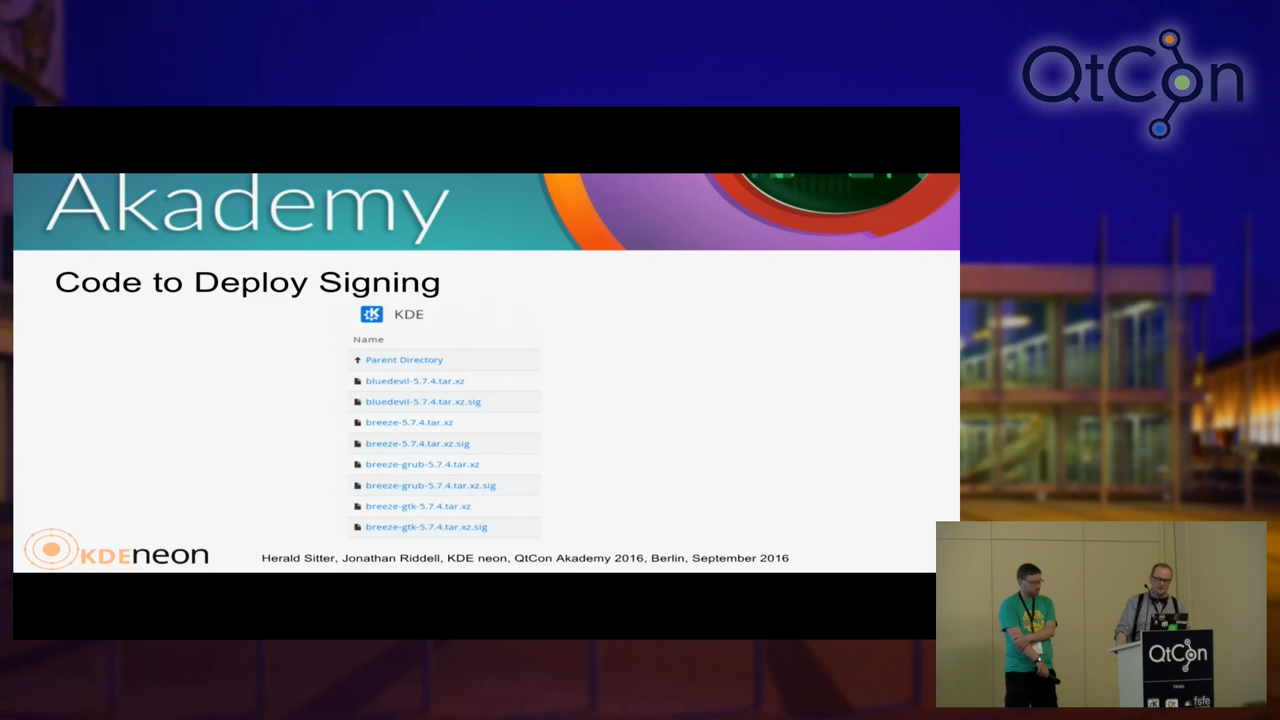 QtCon
Akademy
Code to Deploy Signing
KDE
Name
Parent Directory
bluedevil-5.7.4.tar.xz
bluedevil-5.7.4.tar.xz.sig
breeze-5.7.4.tar.xz
breeze-5.7.4.tar.xz.sig
breeze-grub-5.7.4.tar.xz
breeze-grub-5.7.4.tar.xz.sig
breeze-gtk-5.7.4.tar.xz
breeze-gtk-5.7.4.tar.xz.sig
KDEneon
Herald Sitter, Jonathan Riddell, KDE neon, QtCon Akademy 2016, Berlin, September 2016
QtCon
fsfe